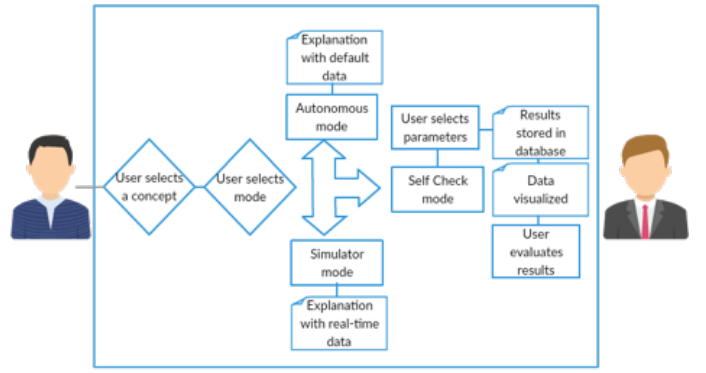 User selects
a concept
User selects
mode
Explanation
with default
data
Autonomous
mode
Simulator
mode
Explanation
with real-time
data
User selects
parameters
Self Check
mode
Results
stored in
database
Data
visualized
User
evaluates
results